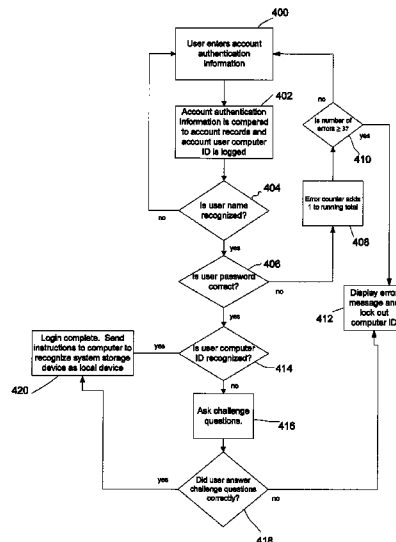 400
User enters account
authentication
information
402
Account authentication
information is compared
to account records and
account user computer
ID is logged
no
Is number of
errors ≥ 3?
yes
410
404
Is user name
recognized?
no
yes
Error counter adds
1 to running total
408
406
Is user password
correct?
no
yes
Display error
message and
lock out
computer ID
412
Login complete. Send
instructions to computer to
recognize system storage
device as local device
420
yes
Is user computer
ID recognized?
414
no
Ask challenge
questions.
416
yes
Did user answer
challenge questions
correctly?
no
418